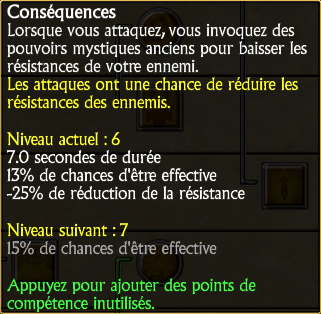 Conséquences
Lorsque vous attaquez, vous invoquez des
pouvoirs mystiques anciens pour baisser les
résistances de votre ennemi.
Les attaques ont une chance de réduire les
résistances des ennemis.
Niveau actuel : 6
7.0 secondes de durée
13% de chances d'être effective
-25% de réduction de la résistance
Niveau suivant : 7
15% de chances d'être effective
Appuyez pour ajouter des points de
compétence inutilisés.